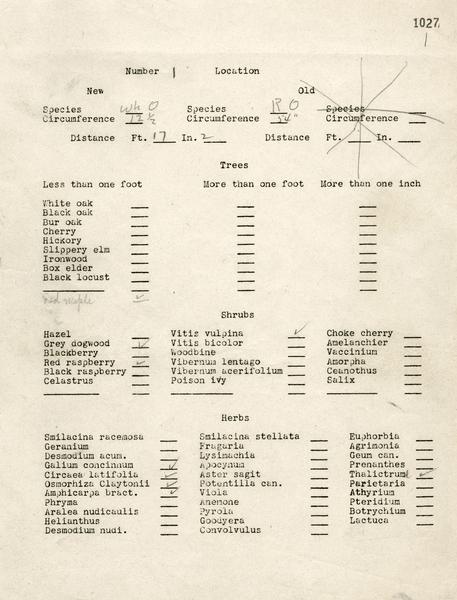 1027
1
Number 1 Location
New Old
Species Wh O Species R O Species
Circumference 12 ½ Circumference 54" Circumference
Distance Ft. 17 In. 2 Distance Ft. In.
Trees
Less than one foot More than one foot More than one inch
White oak
Black oak
Bur oak
Cherry
Hickory
Slippery elm
Ironwood
Box elder
Black locust
red maple ✓
Shrubs
Hazel Vitis vulpina ✓ Choke cherry
Grey dogwood ✓ Vitis bicolor Amelanchier
Blackberry Woodbine Vaccinium
Red raspberry ✓ Vibernum lentago Amorpha
Black raspberry Vibernum acerifolium Ceanothus
Celastrus Poison ivy Salix
Herbs
Smilacina racemosa Smilacina stellata Euphorbia
Geranium Fragaria Agrimonia
Desmodium acum. Lysimachia Geum can.
Galium concinnum ✓ Apocynum Prenanthes
Circaea latifolia ✓ Aster sagit Thalictrum ✓
Osmorhiza Claytonii ✓ Potentilla can. Parietaria
Amphicarpa bract. ✓ Viola Athyrium
Phryma Anemone Pteridium
Aralea nudicaulis Pyrola Botrychium
Helianthus Goodyera Lactuca
Desmodium nudi. Convolvulus